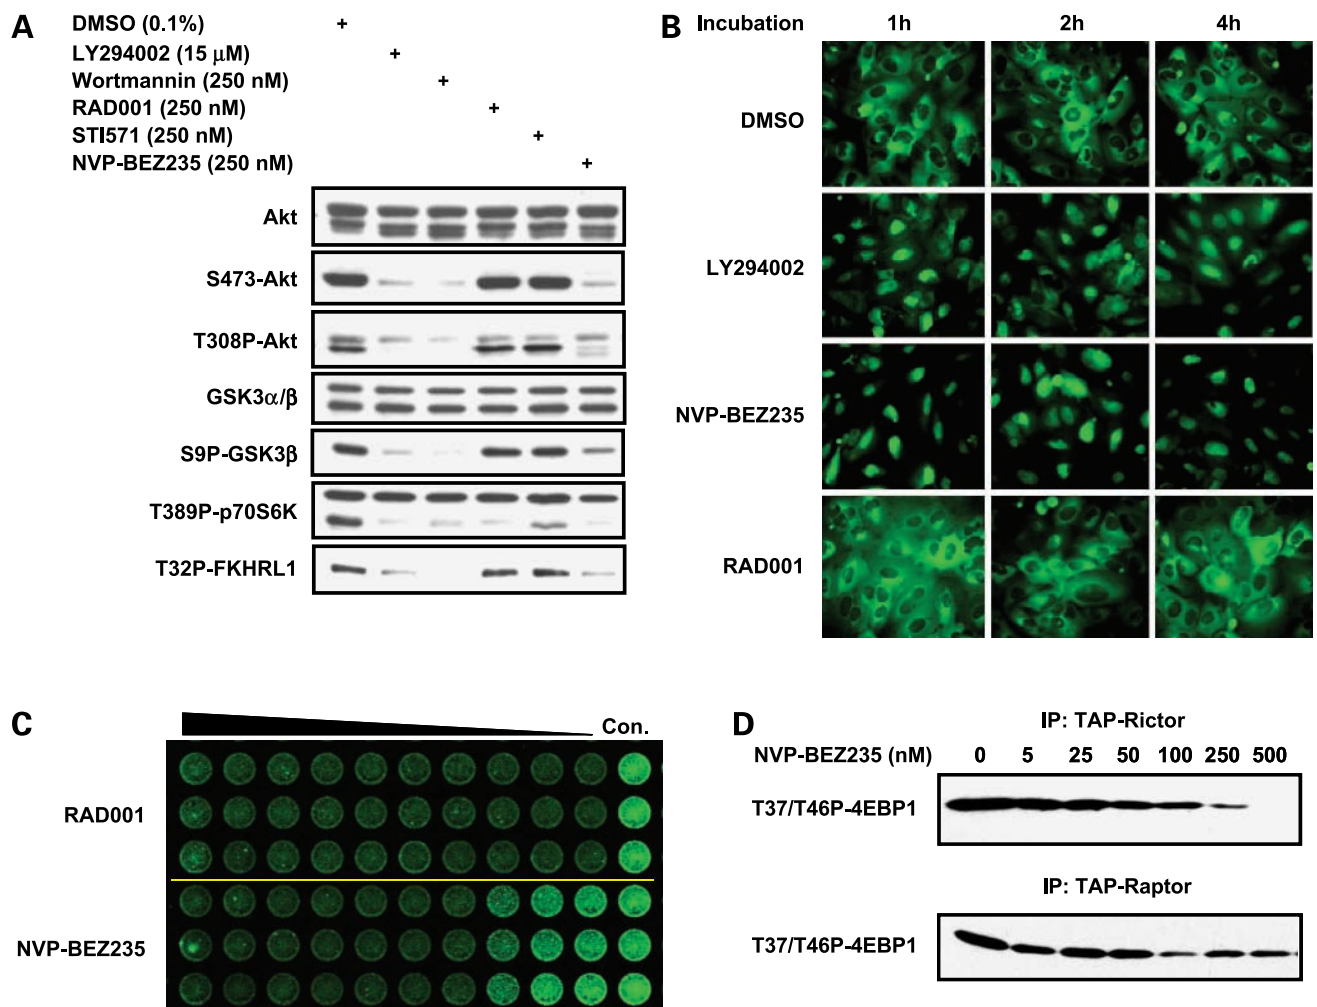 A
DMSO (0.1%) +
LY294002 (15 μM) +
Wortmannin (250 nM) +
RAD001 (250 nM) +
STI571 (250 nM) +
NVP-BEZ235 (250 nM) +
Akt
S473-Akt
T308P-Akt
GSK3α/β
S9P-GSK3β
T389P-p70S6K
T32P-FKHRL1
B
Incubation 1h 2h 4h
DMSO
LY294002
NVP-BEZ235
RAD001
C
Con.
RAD001
NVP-BEZ235
D
IP: TAP-Rictor
NVP-BEZ235 (nM) 0 5 25 50 100 250 500
T37/T46P-4EBP1
IP: TAP-Raptor
T37/T46P-4EBP1